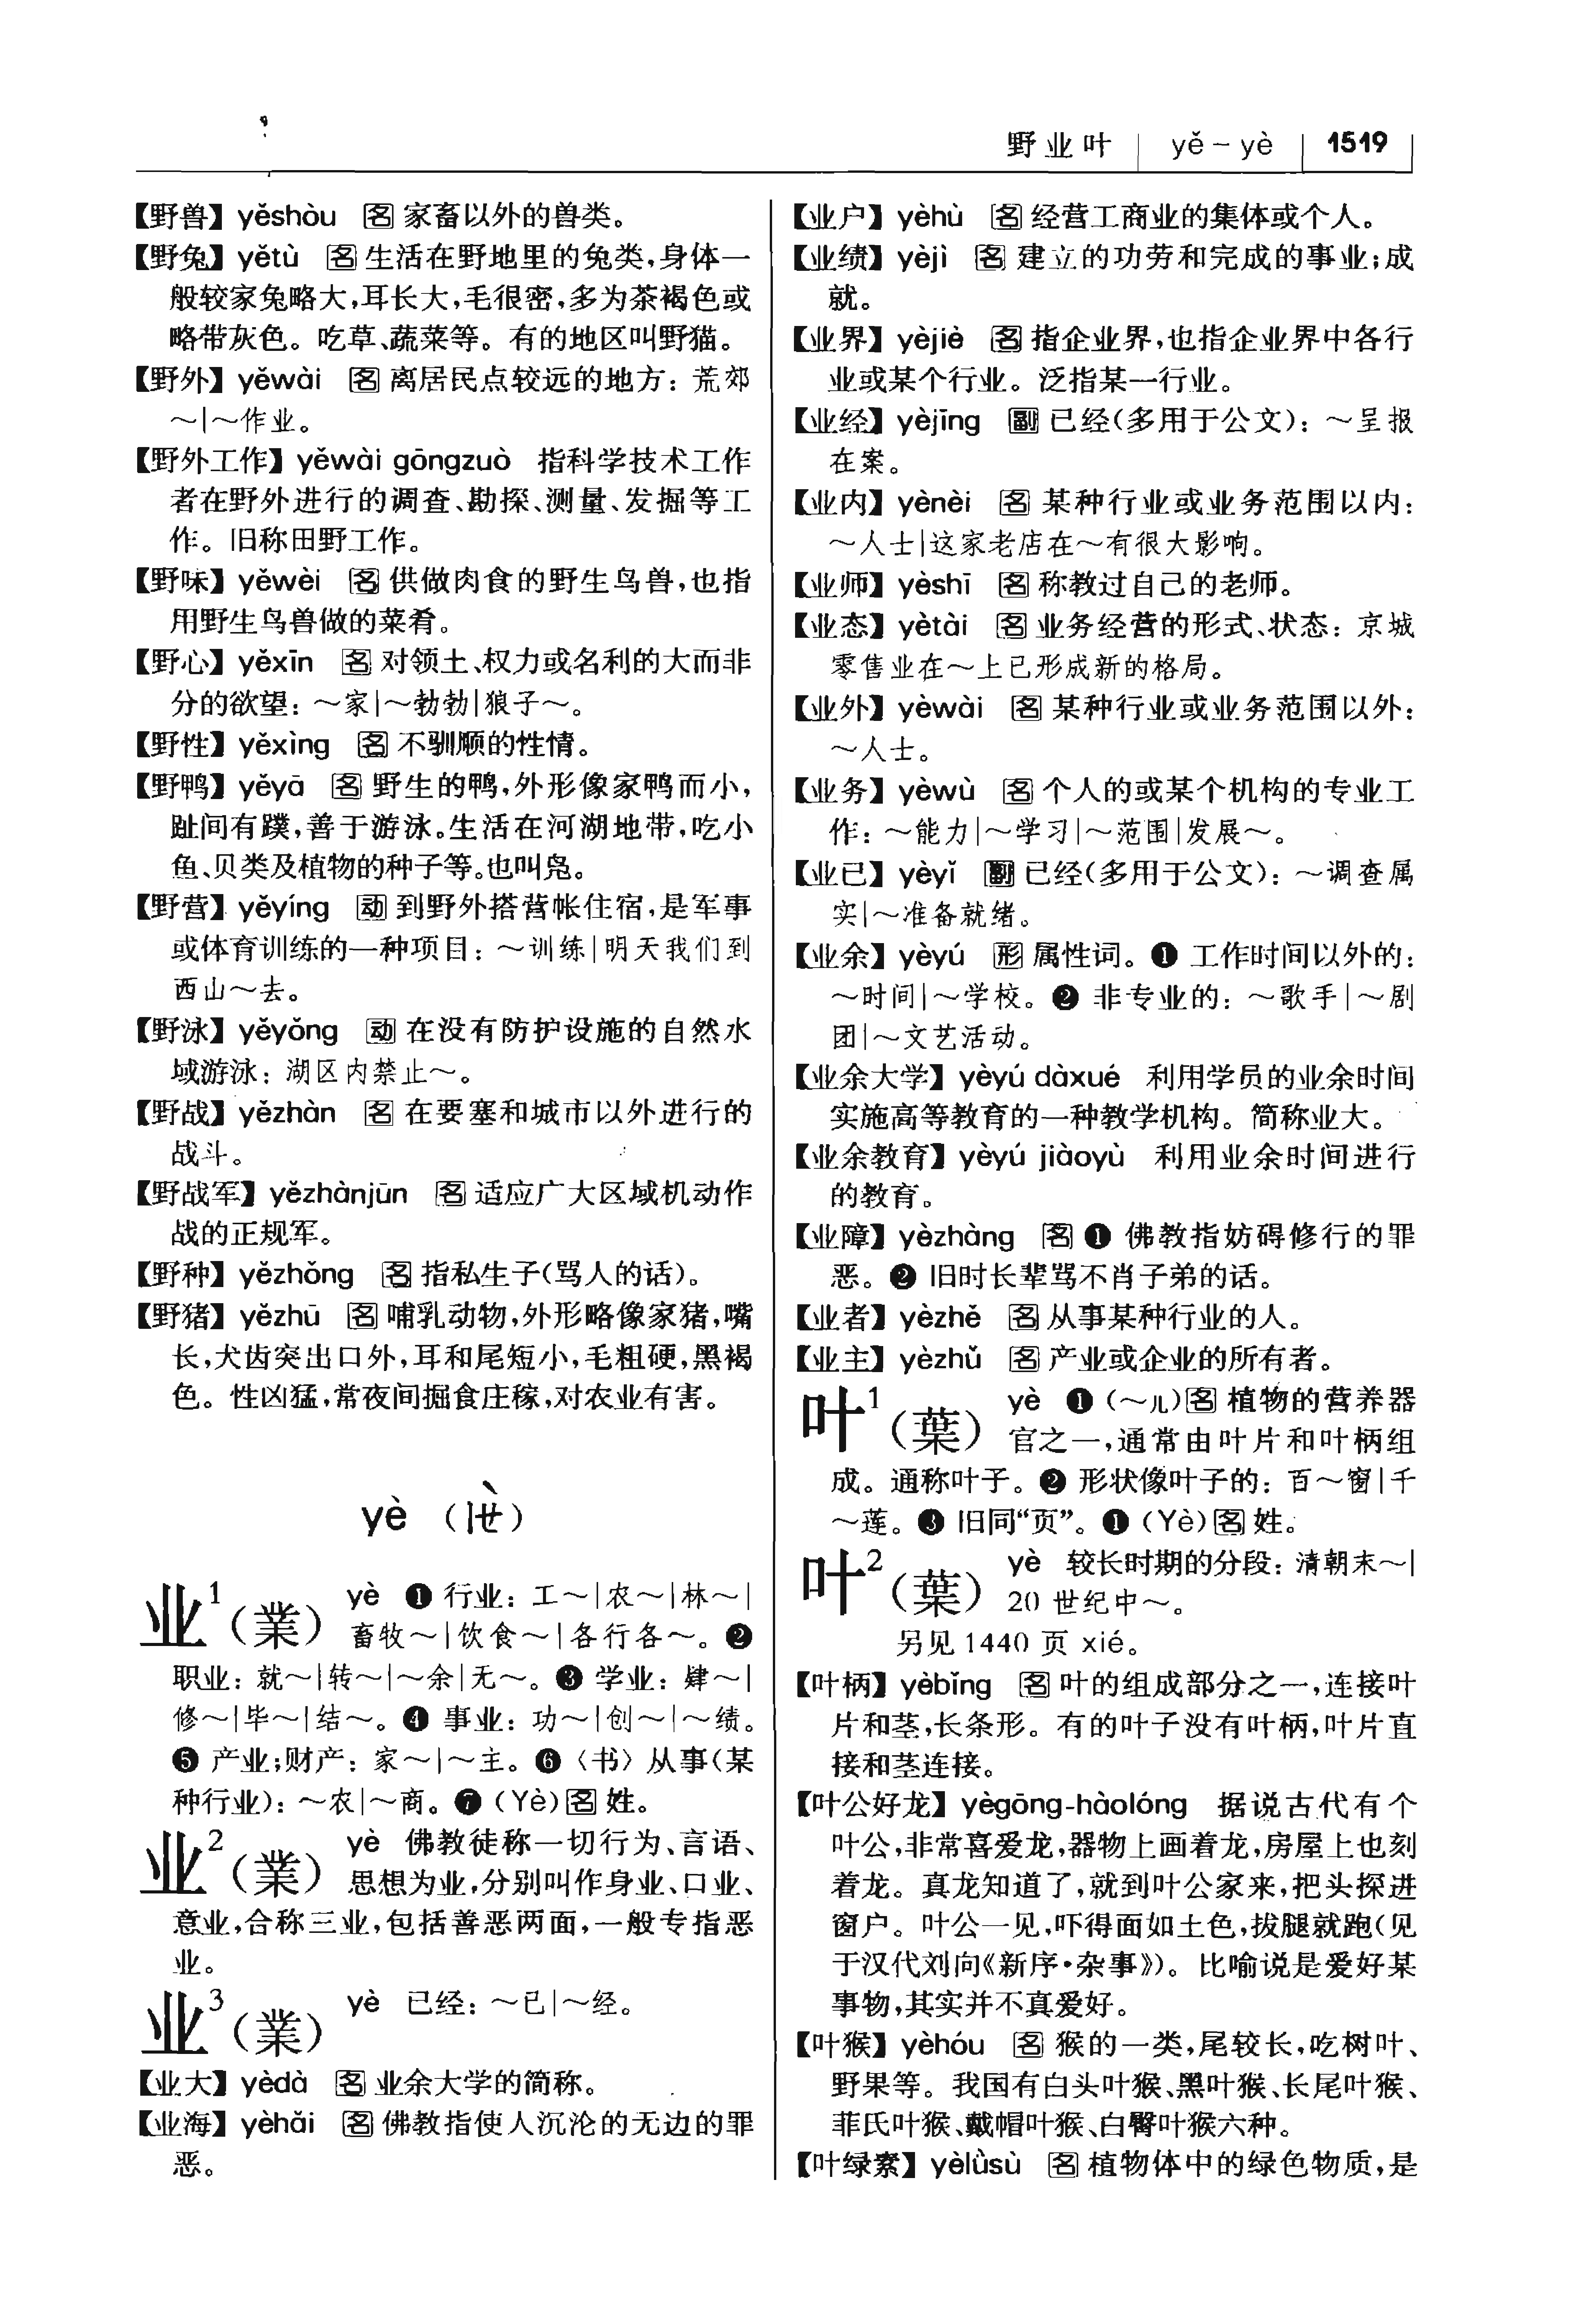 野业叶 yě – yè 1519
【野兽】 yěshòu 名 家畜以外的兽类。
【野兔】 yětù 名 生活在野地里的兔类,身体一
般较家兔略大,耳长大,毛很密,多为茶褐色或
略带灰色。吃草、蔬菜等。有的地区叫野猫。
【野外】 yěwài 名 离居民点较远的地方: 荒郊
～|～作业。
【野外工作】 yěwài gōngzuò 指科学技术工作
者在野外进行的调查、勘探、测量、发掘等工
作。旧称田野工作。
【野味】 yěwèi 名 供做肉食的野生鸟兽,也指
用野生鸟兽做的菜肴。
【野心】 yěxīn 名 对领土、权力或名利的大而非
分的欲望: ～家|～勃勃|狼子～。
【野性】 yěxìng 名 不驯顺的性情。
【野鸭】 yěyā 名 野生的鸭,外形像家鸭而小,
趾间有蹼,善于游泳。生活在河湖地带,吃小
鱼、贝类及植物的种子等。也叫凫。
【野营】 yěyíng 动 到野外搭营帐住宿,是军事
或体育训练的一种项目: ～训练|明天我们到
西山～去。
【野泳】 yěyǒng 动 在没有防护设施的自然水
域游泳: 湖区内禁止～。
【野战】 yězhàn 名 在要塞和城市以外进行的
战斗。
【野战军】 yězhànjūn 名 适应广大区域机动作
战的正规军。
【野种】 yězhǒng 名 指私生子(骂人的话)。
【野猪】 yězhū 名 哺乳动物,外形略像家猪,嘴
长,犬齿突出口外,耳和尾短小,毛粗硬,黑褐
色。性凶猛,常夜间掘食庄稼,对农业有害。
yè (ㄧㄝˋ)
业1(業) yè ❶ 行业: 工～|农～|林～|
畜牧～|饮食～|各行各～。❷
职业: 就～|转～|～余|无～。❸ 学业: 肄～|
修～|毕～|结～。❹ 事业: 功～|创～|～绩。
❺ 产业;财产: 家～|～主。❻〈书〉从事(某
种行业): ～农|～商。❼ (Yè) 名 姓。
业2(業) yè 佛教徒称一切行为、言语、
思想为业,分别叫作身业、口业、
意业,合称三业,包括善恶两面,一般专指恶
业。
业3(業) yè 已经: ～已|～经。
【业大】 yèdà 名 业余大学的简称。
【业海】 yèhǎi 名 佛教指使人沉沦的无边的罪
恶。
【业户】 yèhù 名 经营工商业的集体或个人。
【业绩】 yèjì 名 建立的功劳和完成的事业;成
就。
【业界】 yèjiè 名 指企业界,也指企业界中各行
业或某个行业。泛指某一行业。
【业经】 yèjīng 副 已经(多用于公文): ～呈报
在案。
【业内】 yènèi 名 某种行业或业务范围以内:
～人士|这家老店在～有很大影响。
【业师】 yèshī 名 称教过自己的老师。
【业态】 yètài 名 业务经营的形式、状态: 京城
零售业在～上已形成新的格局。
【业外】 yèwài 名 某种行业或业务范围以外:
～人士。
【业务】 yèwù 名 个人的或某个机构的专业工
作: ～能力|～学习|～范围|发展～。
【业已】 yèyǐ 副 已经(多用于公文): ～调查属
实|～准备就绪。
【业余】 yèyú 形 属性词。❶ 工作时间以外的:
～时间|～学校。❷ 非专业的: ～歌手|～剧
团|～文艺活动。
【业余大学】 yèyú dàxué 利用学员的业余时间
实施高等教育的一种教学机构。简称业大。
【业余教育】 yèyú jiàoyù 利用业余时间进行
的教育。
【业障】 yèzhàng 名 ❶ 佛教指妨碍修行的罪
恶。❷ 旧时长辈骂不肖子弟的话。
【业者】 yèzhě 名 从事某种行业的人。
【业主】 yèzhǔ 名 产业或企业的所有者。
叶1(葉) yè ❶ (～儿) 名 植物的营养器
官之一,通常由叶片和叶柄组
成。通称叶子。❷ 形状像叶子的: 百～窗|千
～莲。❸ 旧同“页”。❶ (Yè) 名 姓。
叶2(葉) yè 较长时期的分段: 清朝末～|
20 世纪中～。
另见 1440 页 xié。
【叶柄】 yèbǐng 名 叶的组成部分之一,连接叶
片和茎,长条形。有的叶子没有叶柄,叶片直
接和茎连接。
【叶公好龙】 yègōng-hàolóng 据说古代有个
叶公,非常喜爱龙,器物上画着龙,房屋上也刻
着龙。真龙知道了,就到叶公家来,把头探进
窗户。叶公一见,吓得面如土色,拔腿就跑(见
于汉代刘向《新序·杂事》)。比喻说是爱好某
事物,其实并不真爱好。
【叶猴】 yèhóu 名 猴的一类,尾较长,吃树叶、
野果等。我国有白头叶猴、黑叶猴、长尾叶猴、
菲氏叶猴、戴帽叶猴、白臀叶猴六种。
【叶绿素】 yèlǜsù 名 植物体中的绿色物质,是